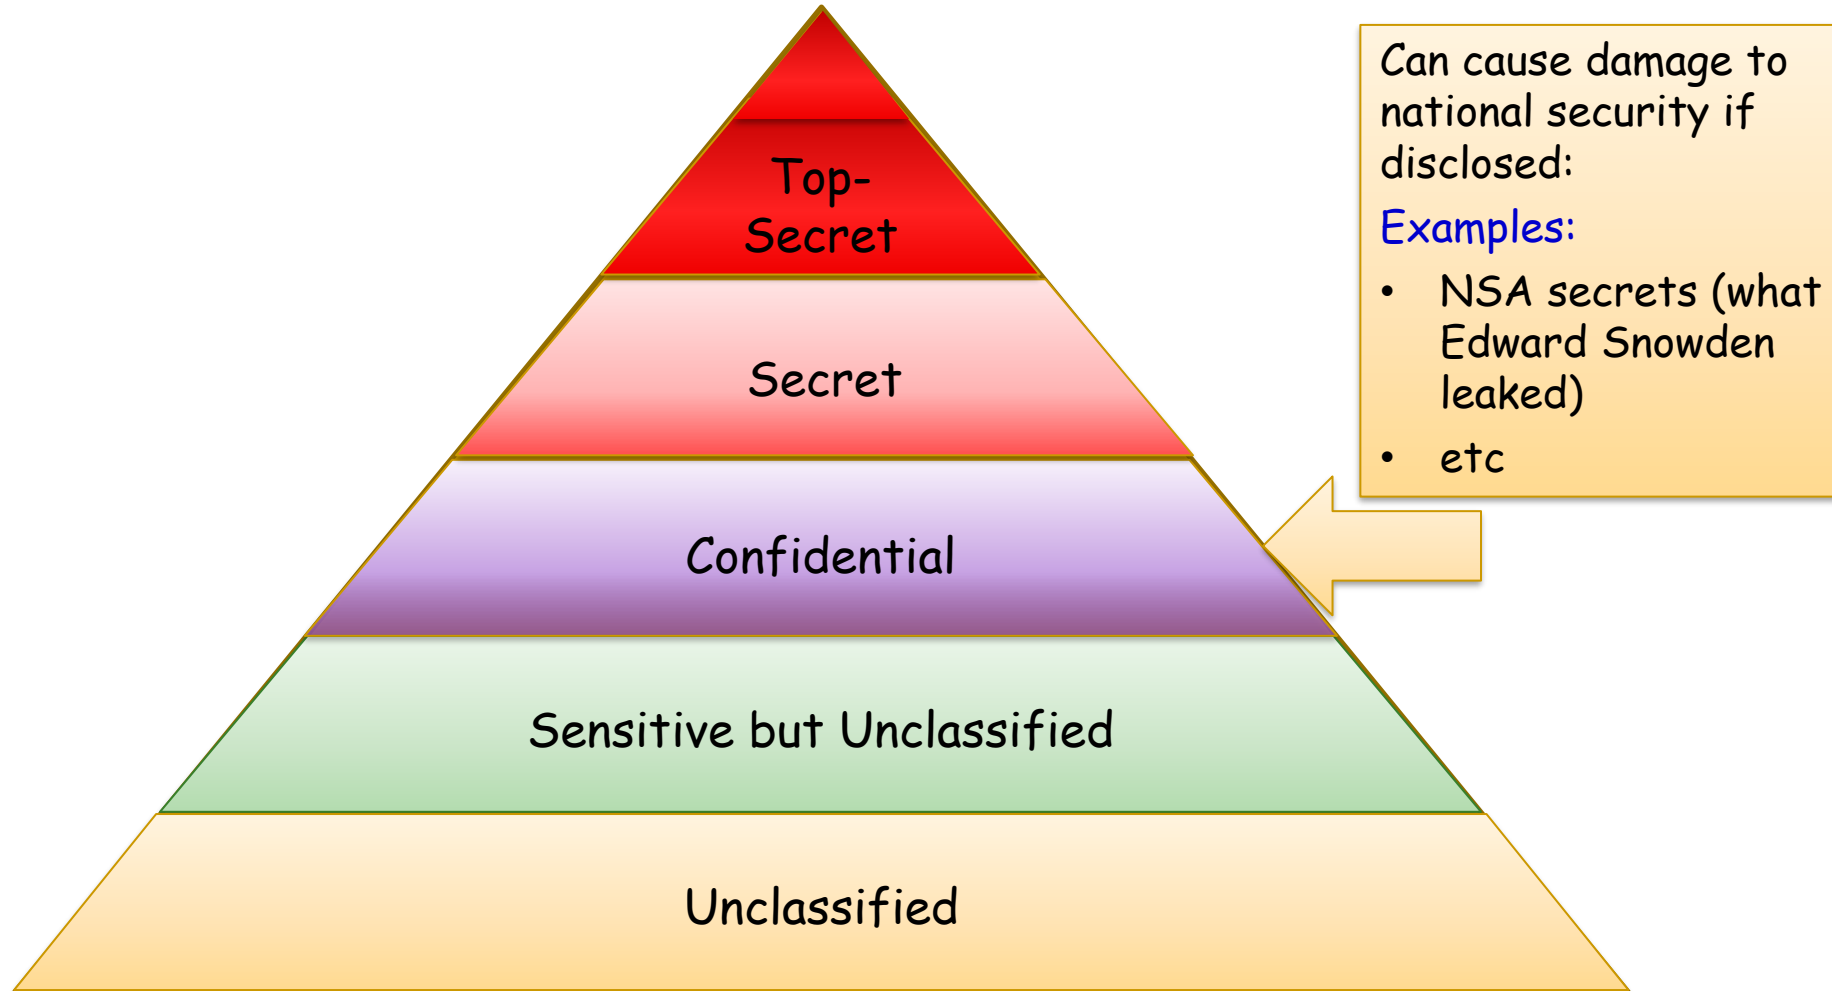 Top-
Secret
Secret
Confidential
Sensitive but Unclassified
Unclassified
Can cause damage to
national security if
disclosed:
Examples:
• NSA secrets (what
Edward Snowden
leaked)
• etc